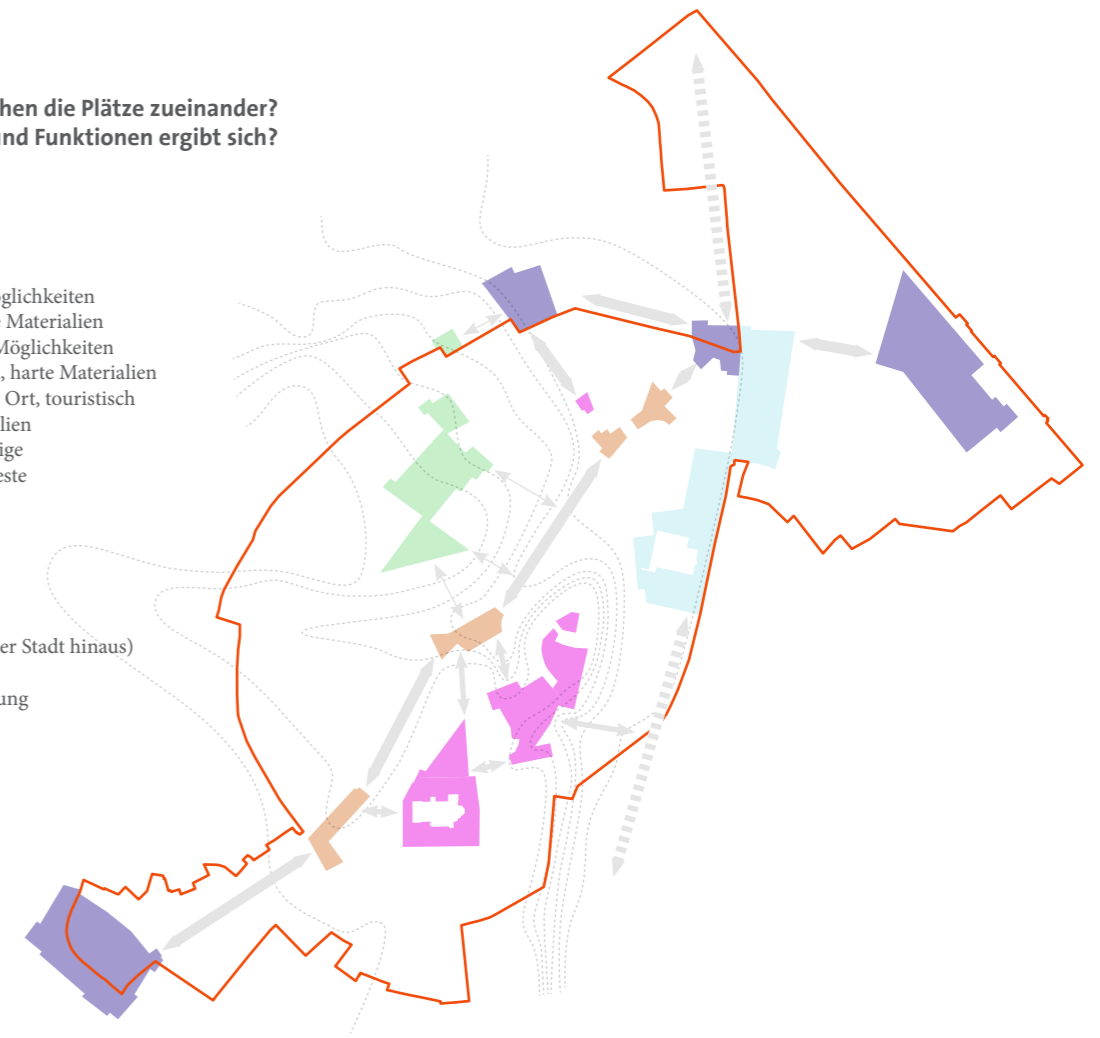 hen die Plätze zueinander?
und Funktionen ergibt sich?
öglichkeiten
e Materialien
Möglichkeiten
, harte Materialien
Ort, touristisch
lien
ige
este
er Stadt hinaus)
ung